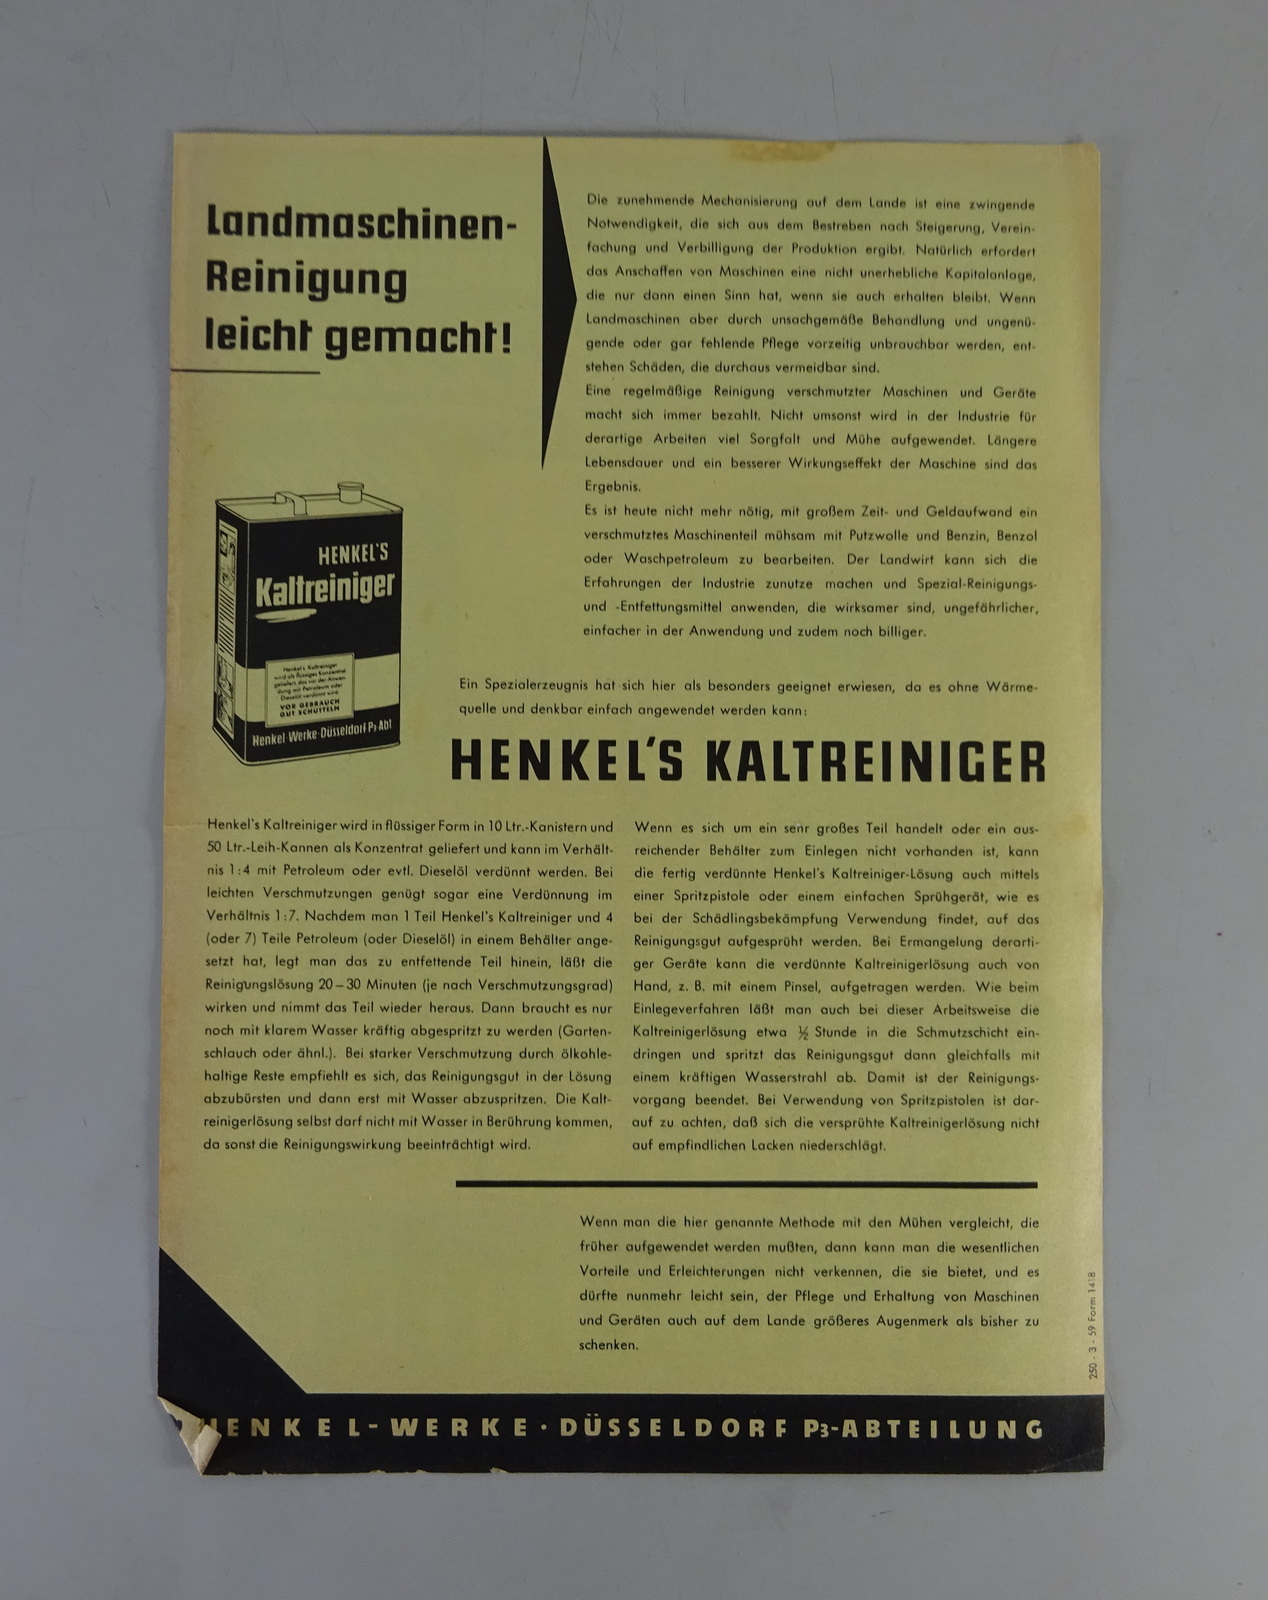 Landmaschinen-
Reinigung
leicht gemacht!
Die zunehmende Mechanisierung auf dem Lande ist eine zwingende
Notwendigkeit, die sich aus dem Bestreben nach Steigerung, Verein-
fachung und Verbilligung der Produktion ergibt. Natürlich erfordert
das Anschaffen von Maschinen eine nicht unerhebliche Kapitalanlage,
die nur dann einen Sinn hat, wenn sie auch erhalten bleibt. Wenn
Landmaschinen aber durch unsachgemäße Behandlung und ungenü-
gende oder gar fehlende Pflege vorzeitig unbrauchbar werden, ent-
stehen Schäden, die durchaus vermeidbar sind.
Eine regelmäßige Reinigung verschmutzter Maschinen und Geräte
macht sich immer bezahlt. Nicht umsonst wird in der Industrie für
derartige Arbeiten viel Sorgfalt und Mühe aufgewendet. Längere
Lebensdauer und ein besserer Wirkungseffekt der Maschine sind das
Ergebnis.
Es ist heute nicht mehr nötig, mit großem Zeit- und Geldaufwand ein
verschmutztes Maschinenteil mühsam mit Putzwolle und Benzin, Benzol
oder Waschpetroleum zu bearbeiten. Der Landwirt kann sich die
Erfahrungen der Industrie zunutze machen und Spezial-Reinigungs-
und -Entfettungsmittel anwenden, die wirksamer sind, ungefährlicher,
einfacher in der Anwendung und zudem noch billiger.
HENKEL'S
Kaltreiniger
Henkel's Kaltreiniger
wird als flüssiges Konzentrat
geliefert, das vor der Anwen-
dung mit Petroleum oder
Dieselöl verdünnt wird
VOR GEBRAUCH
GUT SCHÜTTELN
Henkel-Werke·Düsseldorf P3 Abt
Ein Spezialerzeugnis hat sich hier als besonders geeignet erwiesen, da es ohne Wärme-
quelle und denkbar einfach angewendet werden kann:
HENKEL'S KALTREINIGER
Henkel's Kaltreiniger wird in flüssiger Form in 10 Ltr.-Kanistern und
50 Ltr.-Leih-Kannen als Konzentrat geliefert und kann im Verhält-
nis 1:4 mit Petroleum oder evtl. Dieselöl verdünnt werden. Bei
leichten Verschmutzungen genügt sogar eine Verdünnung im
Verhältnis 1:7. Nachdem man 1 Teil Henkel's Kaltreiniger und 4
(oder 7) Teile Petroleum (oder Dieselöl) in einem Behälter ange-
setzt hat, legt man das zu entfettende Teil hinein, läßt die
Reinigungslösung 20–30 Minuten (je nach Verschmutzungsgrad)
wirken und nimmt das Teil wieder heraus. Dann braucht es nur
noch mit klarem Wasser kräftig abgespritzt zu werden (Garten-
schlauch oder ähnl.). Bei starker Verschmutzung durch ölkohle-
haltige Reste empfiehlt es sich, das Reinigungsgut in der Lösung
abzubürsten und dann erst mit Wasser abzuspritzen. Die Kalt-
reinigerlösung selbst darf nicht mit Wasser in Berührung kommen,
da sonst die Reinigungswirkung beeinträchtigt wird.
Wenn es sich um ein sehr großes Teil handelt oder ein aus-
reichender Behälter zum Einlegen nicht vorhanden ist, kann
die fertig verdünnte Henkel's Kaltreiniger-Lösung auch mittels
einer Spritzpistole oder einem einfachen Sprühgerät, wie es
bei der Schädlingsbekämpfung Verwendung findet, auf das
Reinigungsgut aufgesprüht werden. Bei Ermangelung derarti-
ger Geräte kann die verdünnte Kaltreinigerlösung auch von
Hand, z. B. mit einem Pinsel, aufgetragen werden. Wie beim
Einlegeverfahren läßt man auch bei dieser Arbeitsweise die
Kaltreinigerlösung etwa ½ Stunde in die Schmutzschicht ein-
dringen und spritzt das Reinigungsgut dann gleichfalls mit
einem kräftigen Wasserstrahl ab. Damit ist der Reinigungs-
vorgang beendet. Bei Verwendung von Spritzpistolen ist dar-
auf zu achten, daß sich die versprühte Kaltreinigerlösung nicht
auf empfindlichen Lacken niederschlägt.
Wenn man die hier genannte Methode mit den Mühen vergleicht, die
früher aufgewendet werden mußten, dann kann man die wesentlichen
Vorteile und Erleichterungen nicht verkennen, die sie bietet, und es
dürfte nunmehr leicht sein, der Pflege und Erhaltung von Maschinen
und Geräten auch auf dem Lande größeres Augenmerk als bisher zu
schenken.
250 · 3 · 59 Form 1418
HENKEL-WERKE · DÜSSELDORF P3-ABTEILUNG